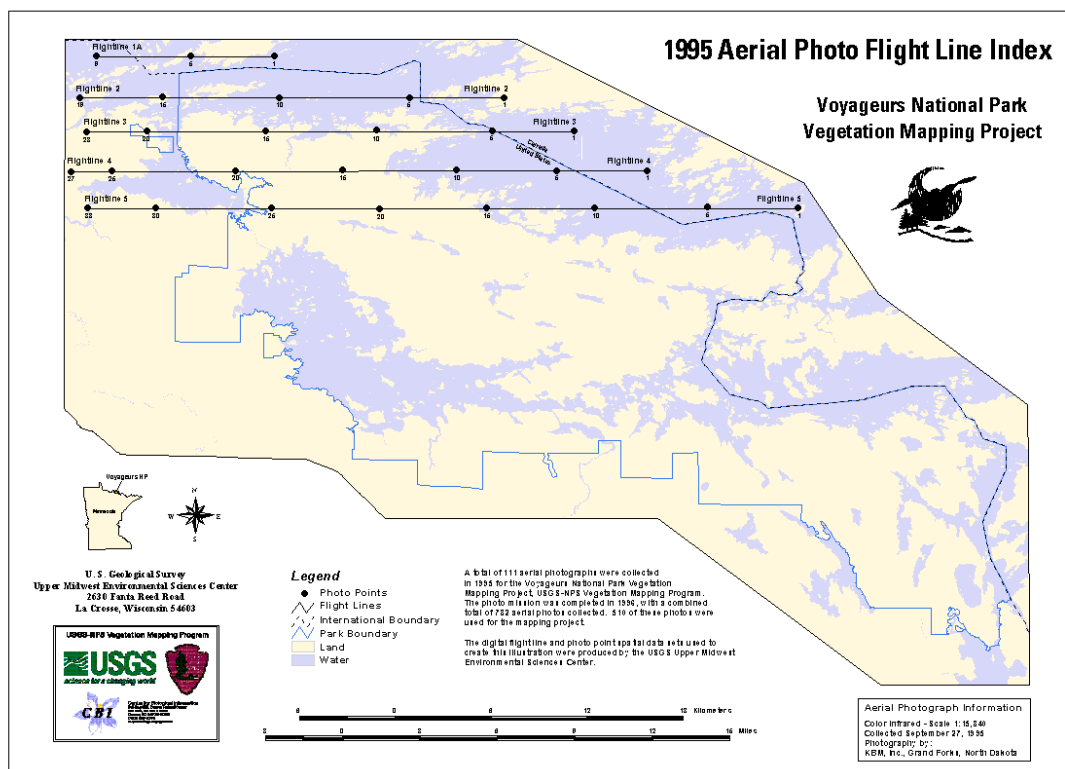 1995 Aerial Photo Flight Line Index
Voyageurs National Park
Vegetation Mapping Project
Flightline 1A
Flightline 2
Flightline 2
Flightline 3
Flightline 3
Flightline 4
Flightline 4
Flightline 5
Flightline 5
Canada
United States
Voyageurs NP
Minnesota
N
W E
S
U.S. Geological Survey
Upper Midwest Environmental Sciences Center
2630 Fanta Reed Road
La Crosse, Wisconsin 54603
USGS-NPS Vegetation Mapping Program
USGS
science for a changing world
CBI
Legend
Photo Points
Flight Lines
International Boundary
Park Boundary
Land
Water
A total of 111 aerial photographs were collected
in 1995 for the Voyageurs National Park Vegetation
Mapping Project, USGS-NPS Vegetation Mapping Program.
The photo mission was completed in 1996, with a combined
total of 782 aerial photos collected. 510 of these photos were
used for the mapping project.
The digital flightline and photo point spatial data sets used to
create this illustration were produced by the USGS Upper Midwest
Environmental Sciences Center.
Kilometers
Miles
Aerial Photograph Information
Color Infrared - Scale 1:15,840
Collected September 27, 1995
Photography by:
KBM, Inc., Grand Forks, North Dakota